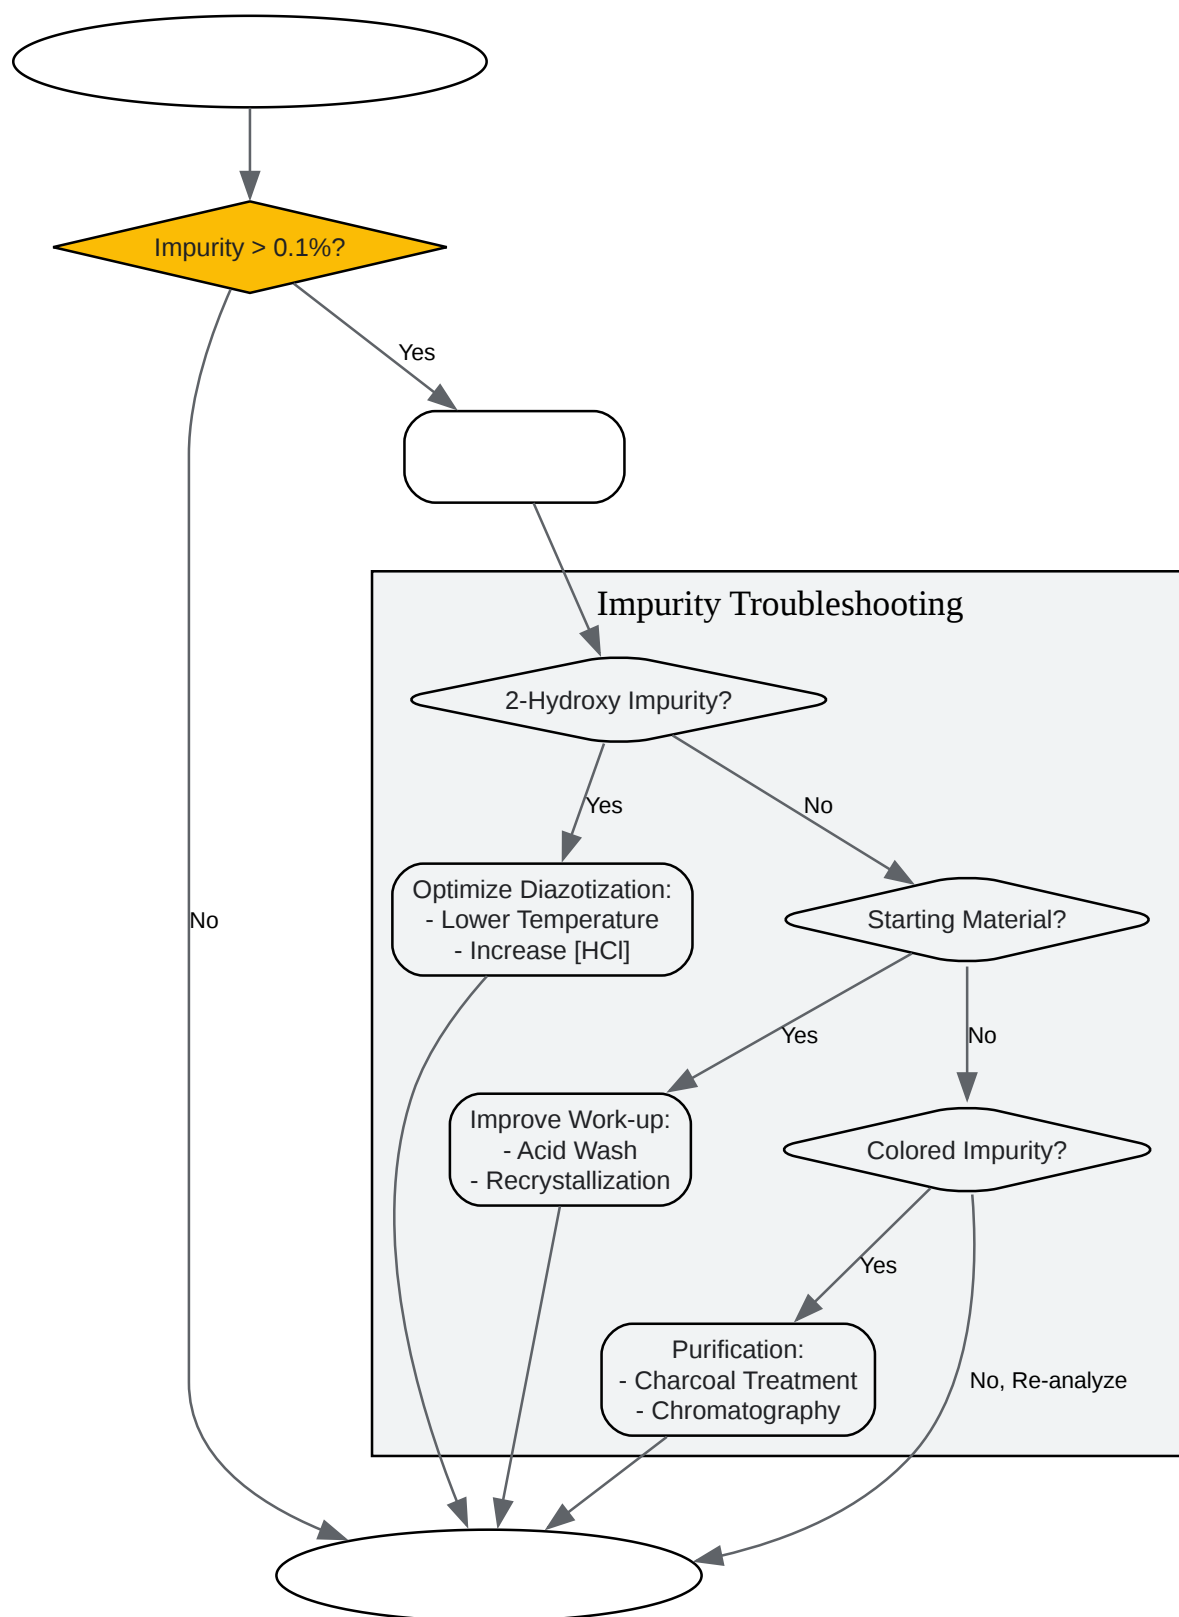 Impurity > 0.1%?
Yes
Impurity Troubleshooting
2-Hydroxy Impurity?
Yes
No
Optimize Diazotization:
- Lower Temperature
- Increase [HCl]
No
Starting Material?
Yes
No
Improve Work-up:
- Acid Wash
- Recrystallization
Colored Impurity?
Yes
Purification:
- Charcoal Treatment
- Chromatography
No, Re-analyze